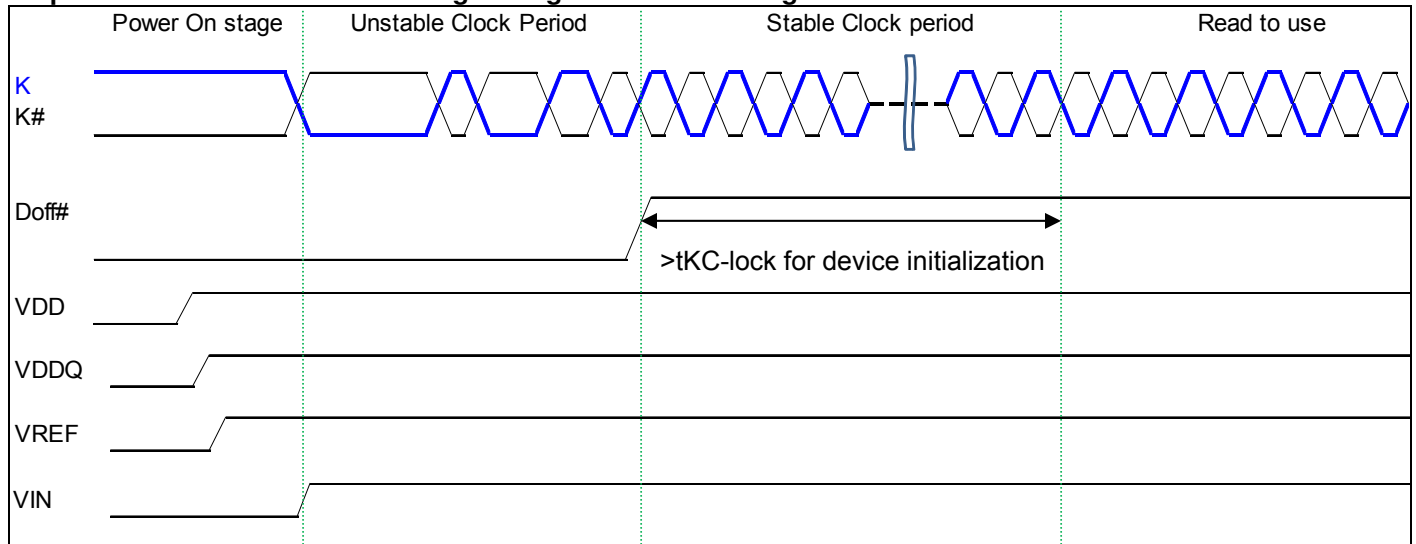 Power On stage
Unstable Clock Period
Stable Clock period
Read to use
K
K#
Doff#
>tKC-lock for device initialization
VDD
VDDQ
VREF
VIN